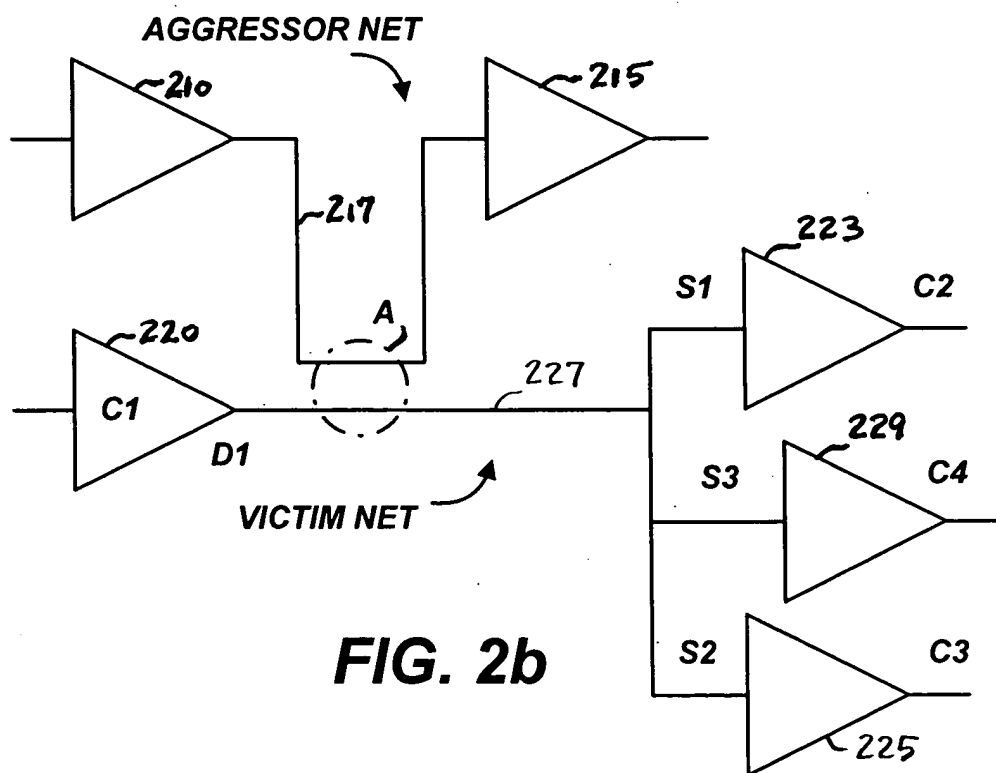 AGGRESSOR NET
210
215
217
223
S1
C2
A
220
227
C1
D1
229
S3
C4
VICTIM NET
FIG. 2b
S2
C3
225